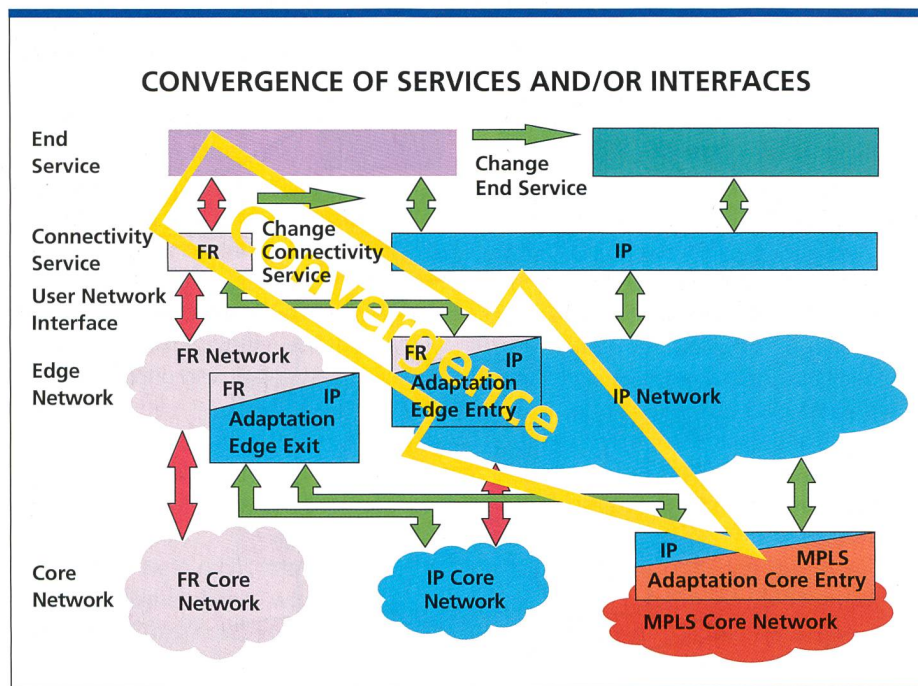 CONVERGENCE OF SERVICES AND/OR INTERFACES
End
Service
Change
End Service
Connectivity
Service
FR
Change
Connectivity
Service
IP
User Network
Interface
Convergence
Edge
Network
FR Network
FR
IP
Adaptation
Edge Exit
FR
IP
Adaptation
Edge Entry
IP Network
Core
Network
FR Core
Network
IP Core
Network
IP
MPLS
Adaptation Core Entry
MPLS Core Network